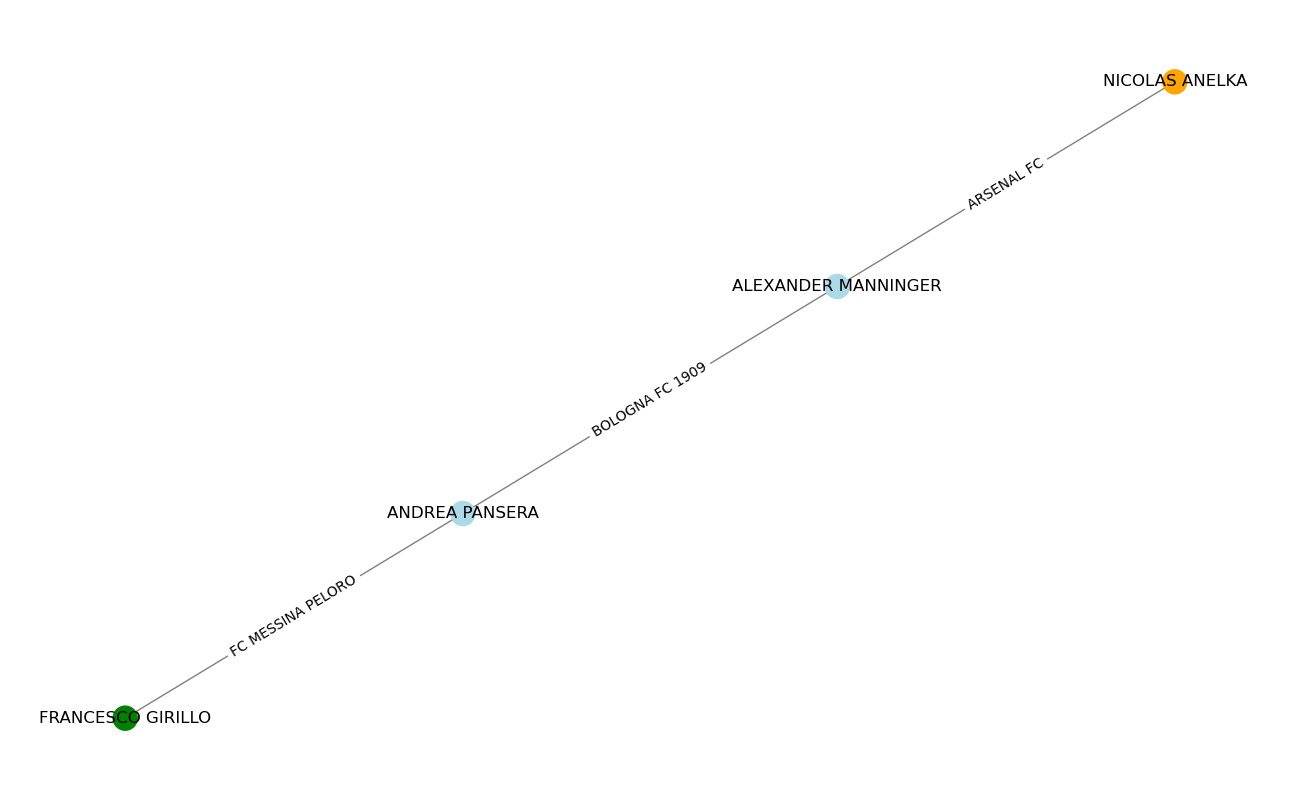 NICOLAS ANELKA
ARSENAL FC
ALEXANDER MANNINGER
BOLOGNA FC 1909
ANDREA PANSERA
FC MESSINA PELORO
FRANCESCO GIRILLO